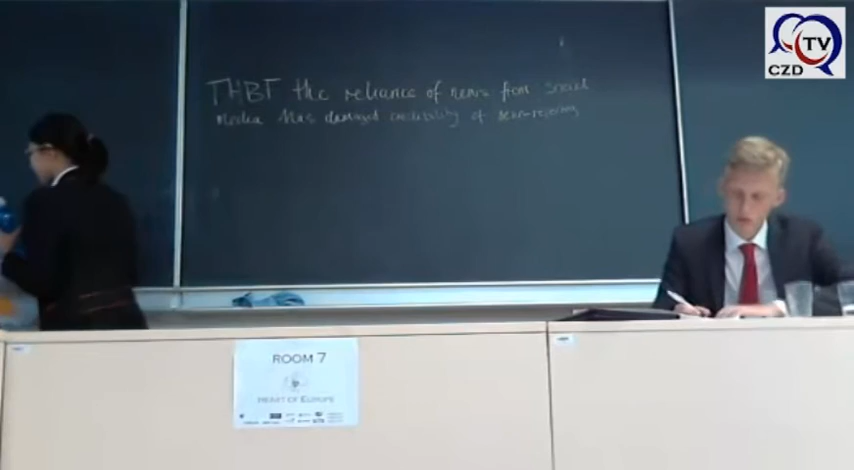 THBT the reliance of news from social
media has damaged credibility of
TV
CZD
ROOM 7
HEART OF EUROPE